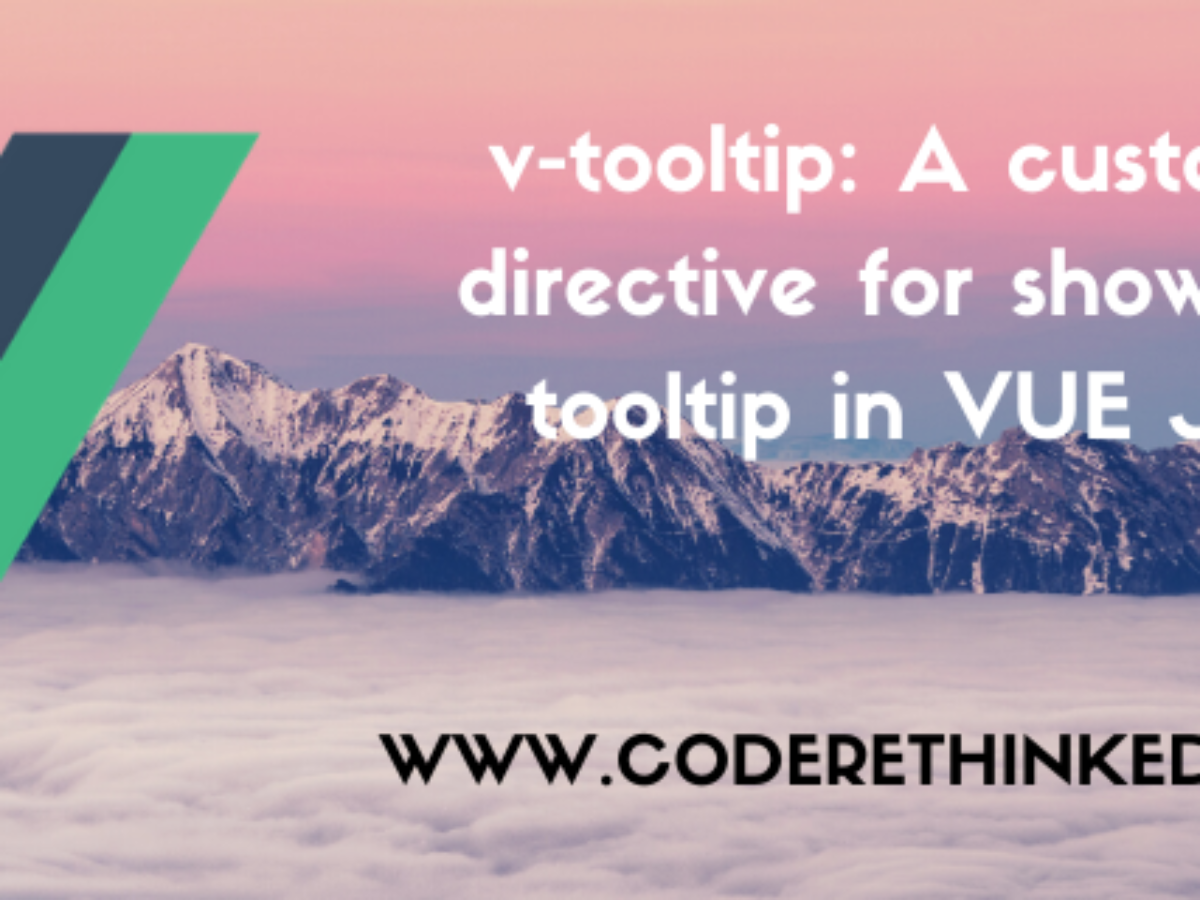 v-tooltip: A custo
directive for show
tooltip in VUE J
WWW.CODERETHINKED